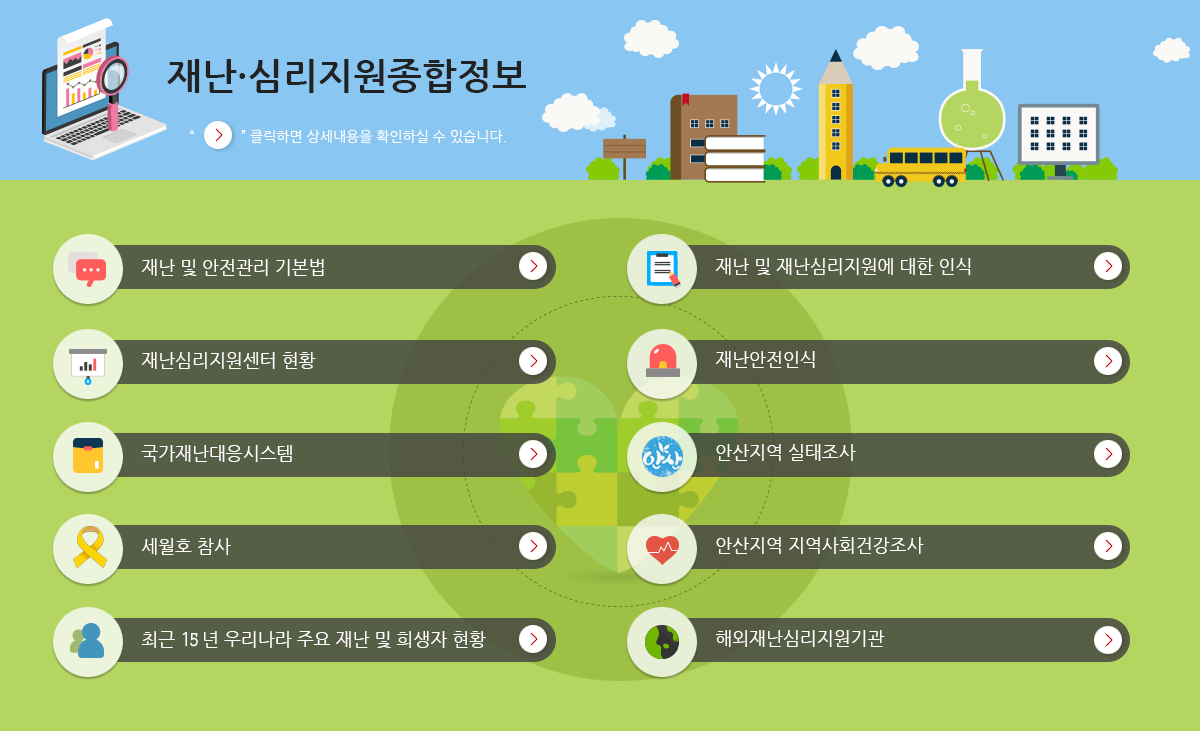 재난·심리지원종합정보
“ ” 클릭하면 상세내용을 확인하실 수 있습니다.
재난 및 안전관리 기본법
재난심리지원센터 현황
국가재난대응시스템
세월호 참사
최근 15년 우리나라 주요 재난 및 희생자 현황
재난 및 재난심리지원에 대한 인식
재난안전인식
안산
안산지역 실태조사
안산지역 지역사회건강조사
해외재난심리지원기관